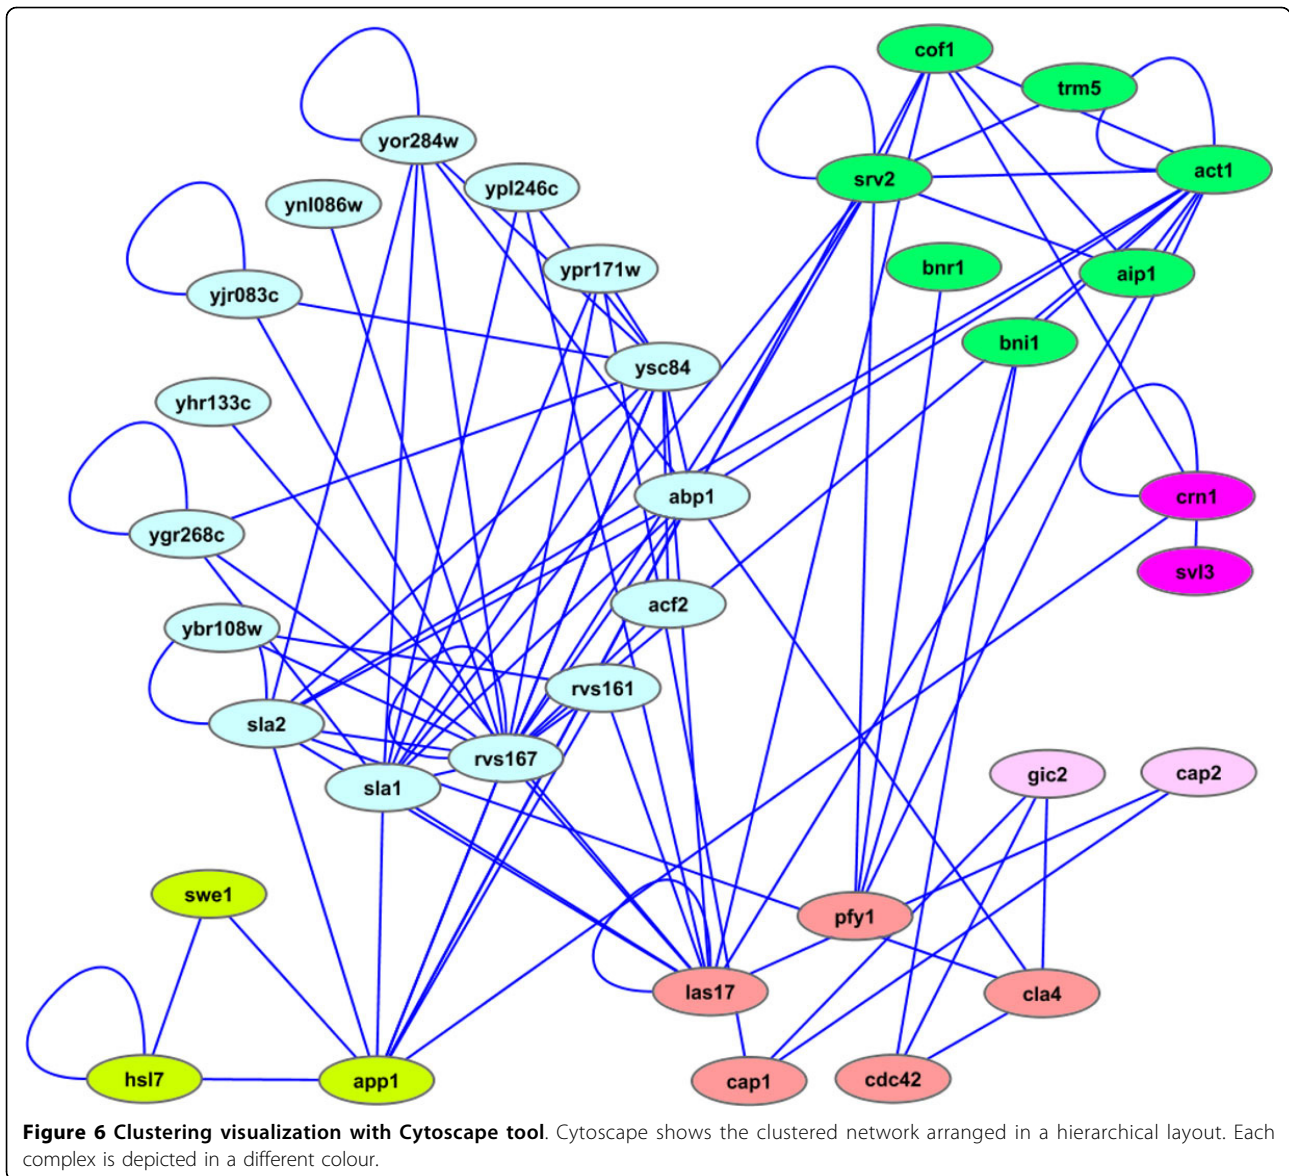 cof1
trm5
yor284w
act1
srv2
ypl246c
ynl086w
ypr171w
bnr1
aip1
yjr083c
bni1
ysc84
yhr133c
abp1
crn1
ygr268c
svl3
acf2
ybr108w
rvs161
sla2
rvs167
sla1
gic2
cap2
swe1
pfy1
las17
cla4
hsl7
app1
cap1
cdc42
Figure 6 Clustering visualization with Cytoscape tool. Cytoscape shows the clustered network arranged in a hierarchical layout. Each
complex is depicted in a different colour.